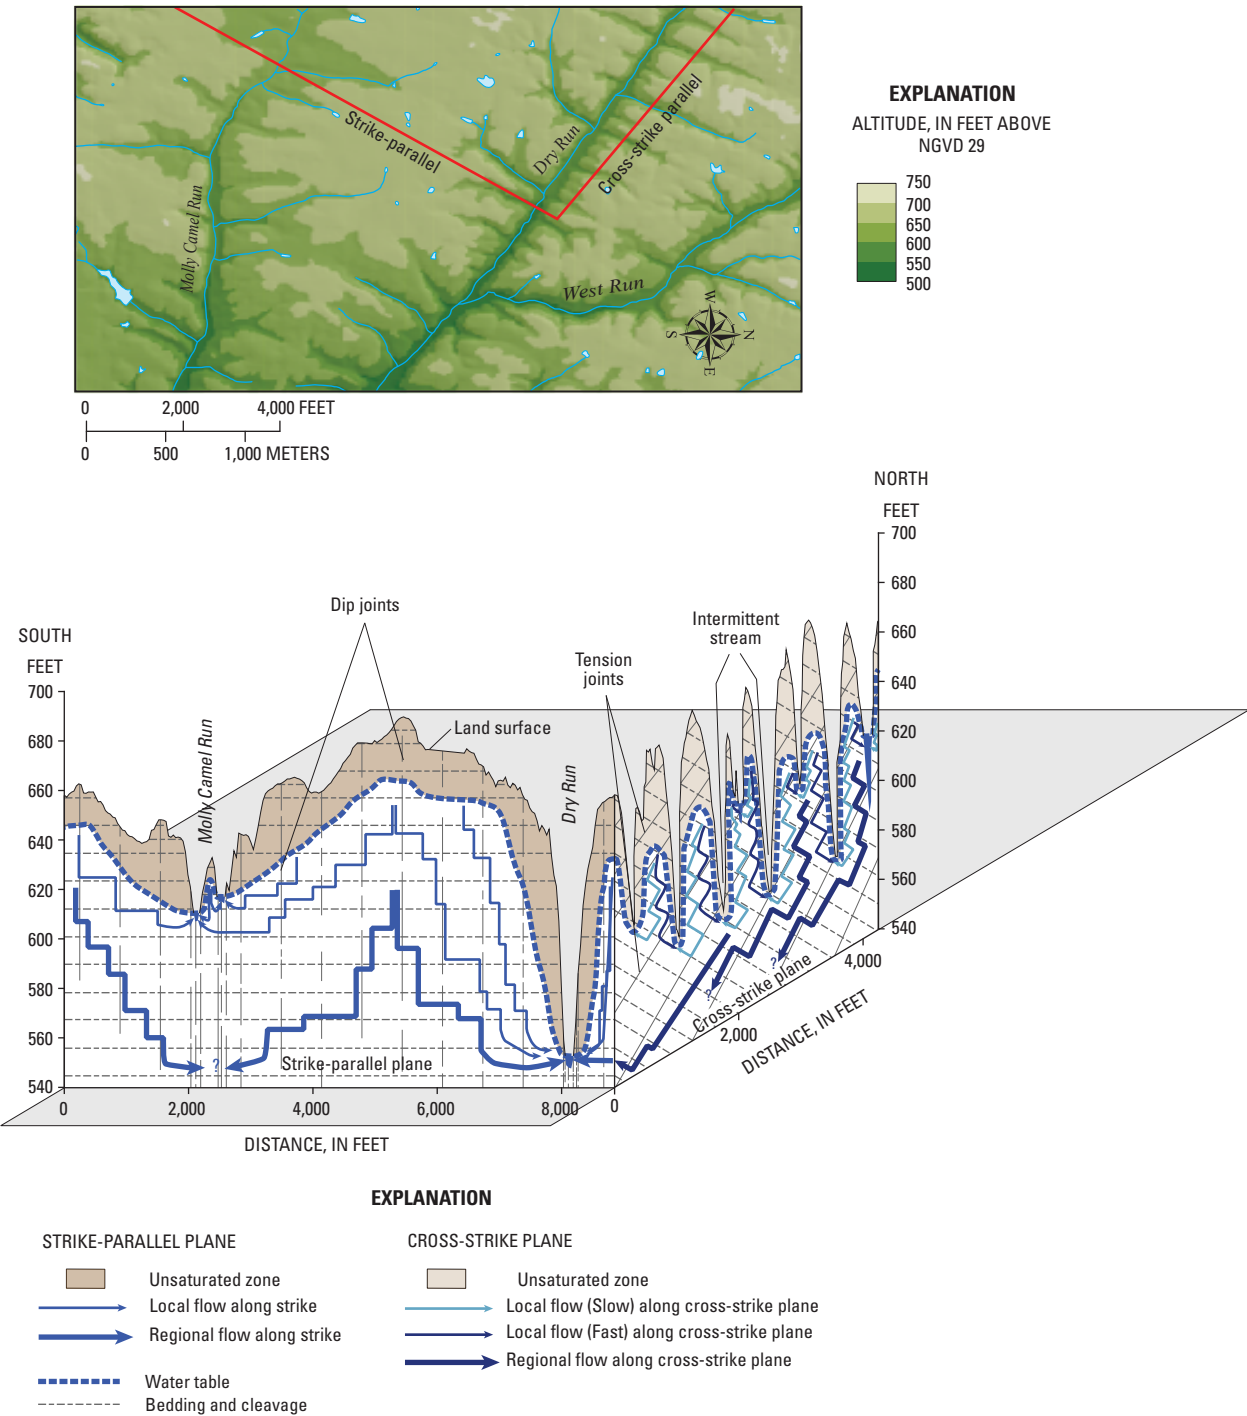 Strike-parallel
Cross-strike parallel
Dry Run
Molly Camel Run
West Run
W
N
S
E
EXPLANATION
ALTITUDE, IN FEET ABOVE
NGVD 29
750
700
650
600
550
500
0 2,000 4,000 FEET
0 500 1,000 METERS
NORTH
FEET
700
680
660
640
620
600
580
560
540
SOUTH
FEET
700
680
660
640
620
600
580
560
540
Dip joints
Land surface
Molly Camel Run
Dry Run
Tension
joints
Intermittent
stream
?
?
?
Strike-parallel plane
Cross-strike plane
0 2,000 4,000 6,000 8,000
DISTANCE, IN FEET
0
2,000
4,000
DISTANCE, IN FEET
EXPLANATION
STRIKE-PARALLEL PLANE
Unsaturated zone
Local flow along strike
Regional flow along strike
Water table
Bedding and cleavage
CROSS-STRIKE PLANE
Unsaturated zone
Local flow (Slow) along cross-strike plane
Local flow (Fast) along cross-strike plane
Regional flow along cross-strike plane